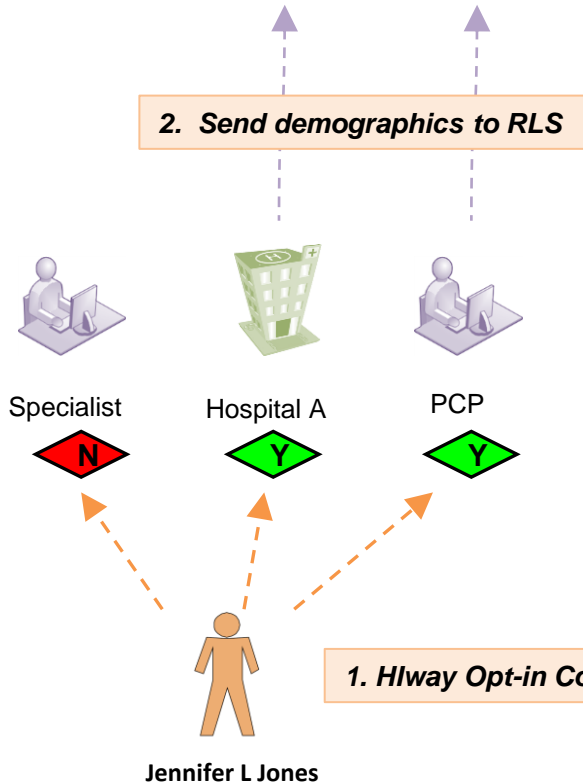 2. Send demographics to RLS
H
Specialist
Hospital A
PCP
N
Y
Y
1. HIway Opt-in Co
Jennifer L Jones